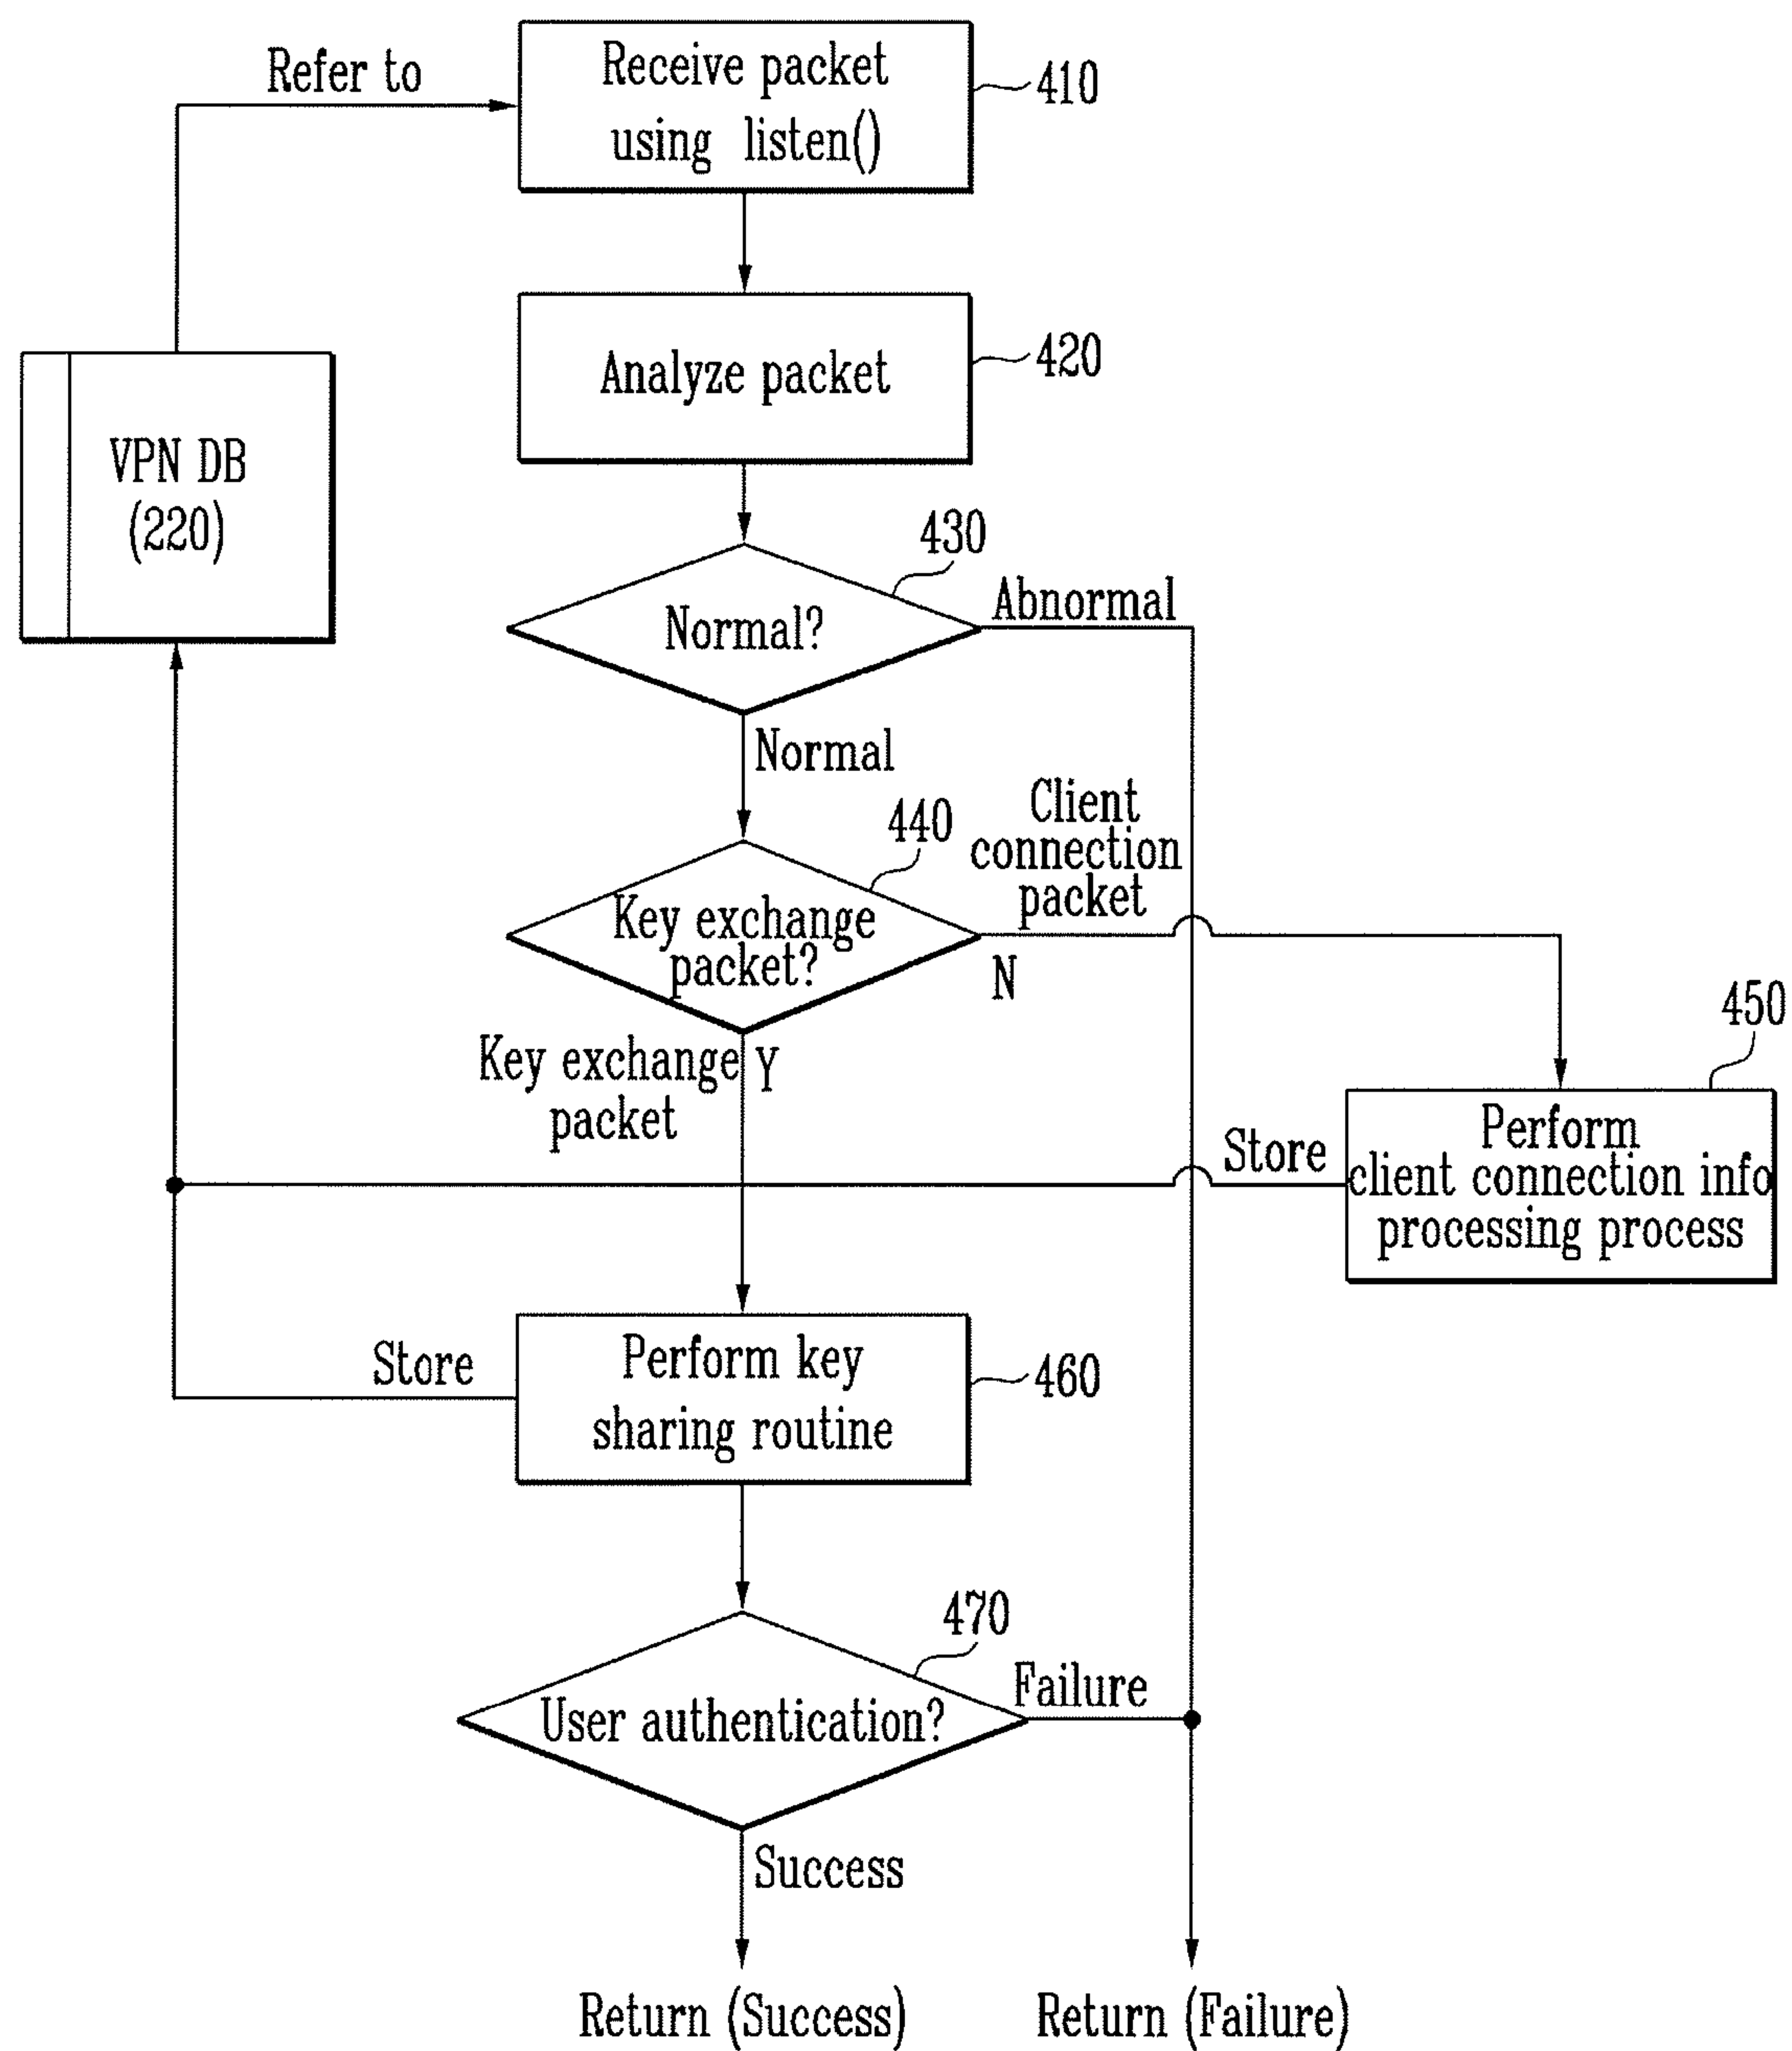 Refer to
Receive packet
using listen()
410
Analyze packet
420
VPN DB
(220)
430
Normal?
Abnormal
Normal
440
Client
connection
packet
Key exchange
packet?
N
Key exchange
packet
Y
450
Perform
client connection info
processing process
Store
Perform key
sharing routine
460
Store
470
User authentication?
Failure
Success
Return (Success)
Return (Failure)